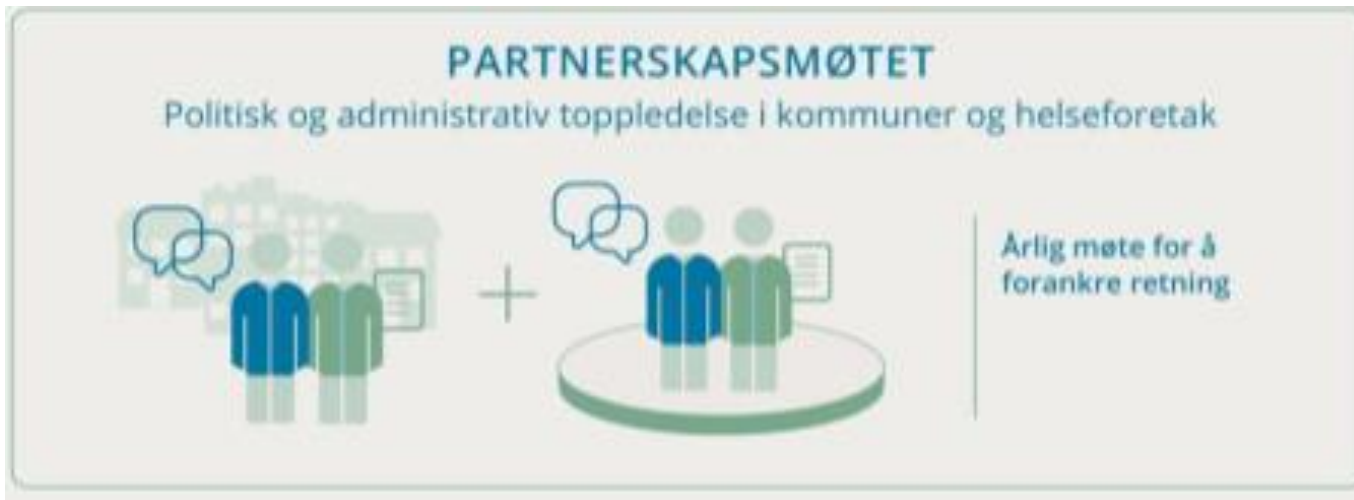 PARTNERSKAPSMØTET
Politisk og administrativ toppledelse i kommuner og helseforetak
Årlig møte for å
forankre retning